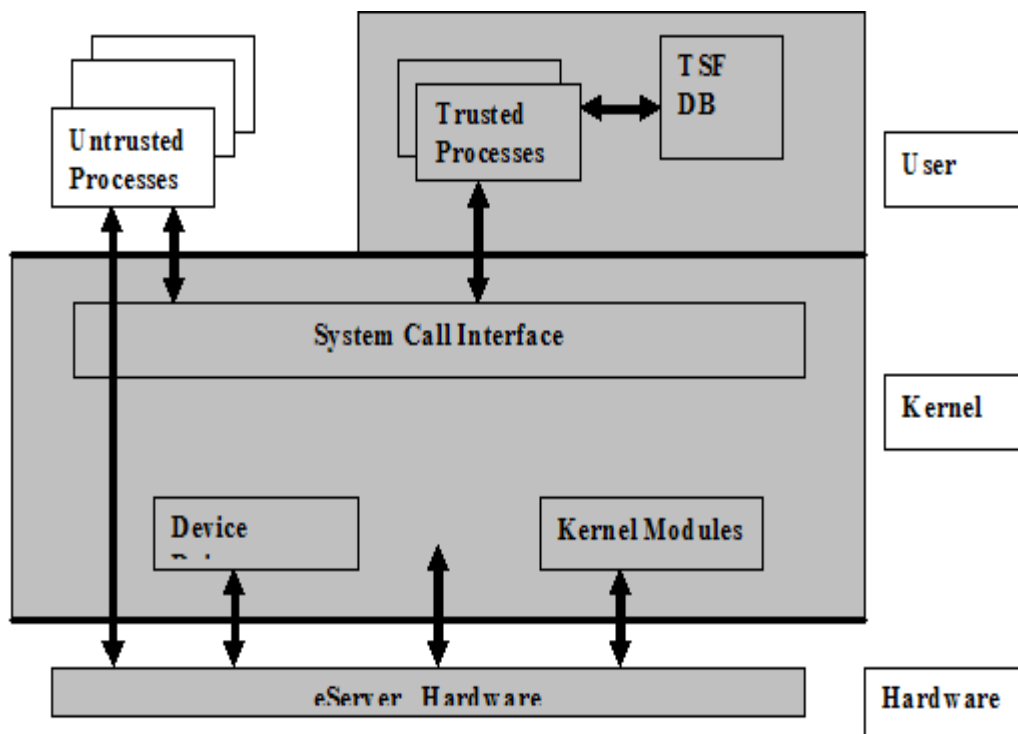 Untrusted
Processes
Trusted
Processes
TSF
DB
User
System Call Interface
Kernel
Device
Kernel Modules
eServer Hardware
Hardware